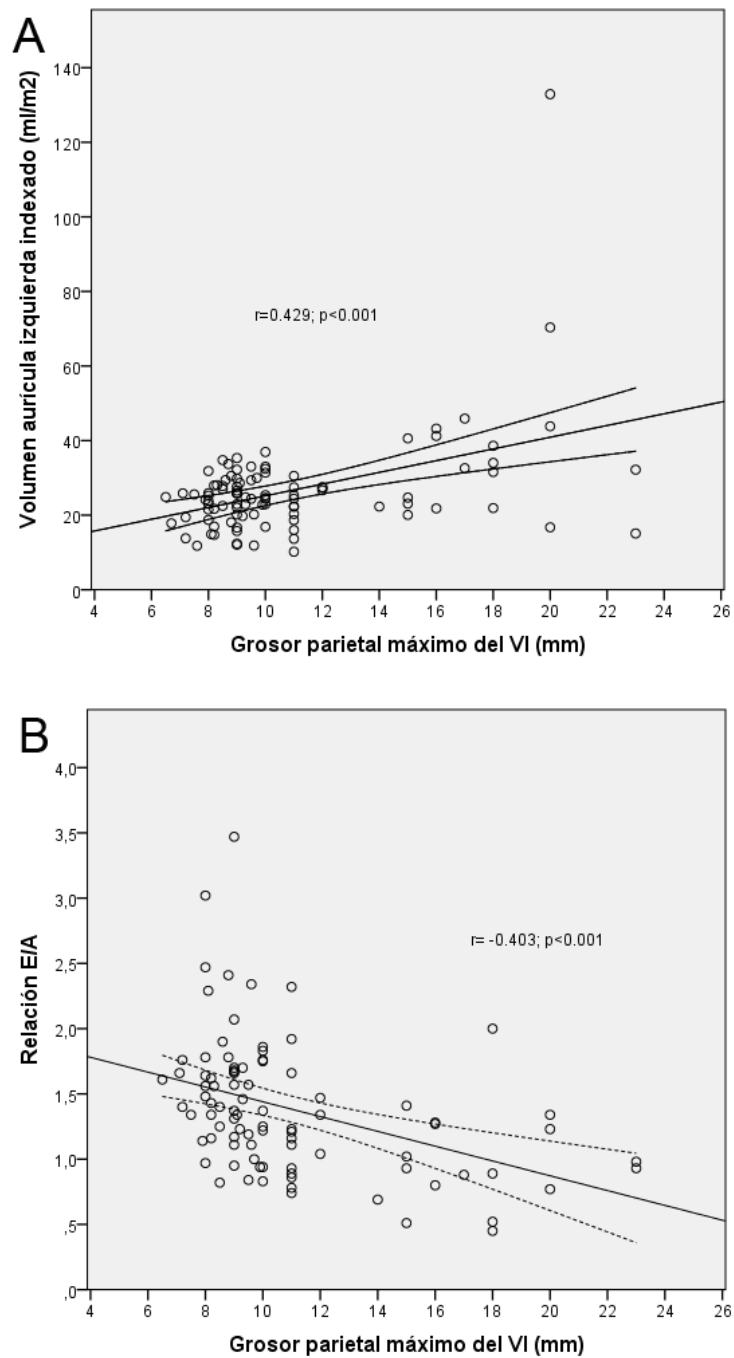 A
Volumen aurícula izquierda indexado (ml/m2)
140
120
100
80
60
40
20
0
r=0.429; p<0.001
4 6 8 10 12 14 16 18 20 22 24 26
Grosor parietal máximo del VI (mm)
B
Relación E/A
4,0
3,5
3,0
2,5
2,0
1,5
1,0
,5
,0
r= -0.403; p<0.001
4 6 8 10 12 14 16 18 20 22 24 26
Grosor parietal máximo del VI (mm)